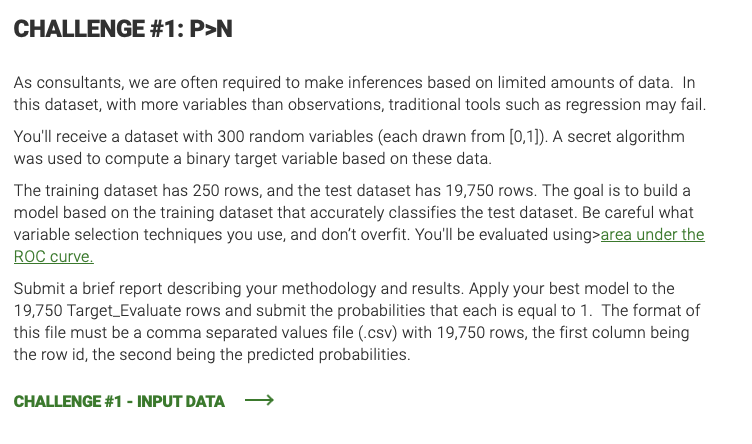 CHALLENGE #1: P>N
As consultants, we are often required to make inferences based on limited amounts of data.  In
this dataset, with more variables than observations, traditional tools such as regression may fail.
You'll receive a dataset with 300 random variables (each drawn from [0,1]). A secret algorithm
was used to compute a binary target variable based on these data.
The training dataset has 250 rows, and the test dataset has 19,750 rows. The goal is to build a
model based on the training dataset that accurately classifies the test dataset. Be careful what
variable selection techniques you use, and don’t overfit. You'll be evaluated using>area under the
ROC curve.
Submit a brief report describing your methodology and results. Apply your best model to the
19,750 Target_Evaluate rows and submit the probabilities that each is equal to 1.  The format of
this file must be a comma separated values file (.csv) with 19,750 rows, the first column being
the row id, the second being the predicted probabilities.
CHALLENGE #1 - INPUT DATA